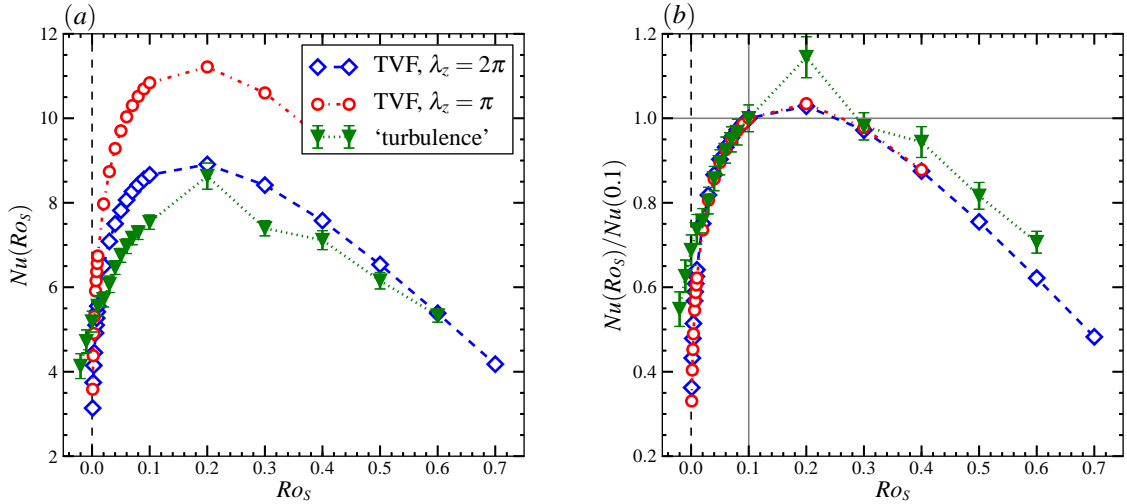 (a)
12
10
8
6
4
2
Nu(Ro_S)
TVF, λ_z = 2π
TVF, λ_z = π
‘turbulence’
0.0 0.1 0.2 0.3 0.4 0.5 0.6 0.7
Ro_S
(b)
1.2
1.0
0.8
0.6
0.4
0.2
Nu(Ro_S)/Nu(0.1)
0.0 0.1 0.2 0.3 0.4 0.5 0.6 0.7
Ro_S